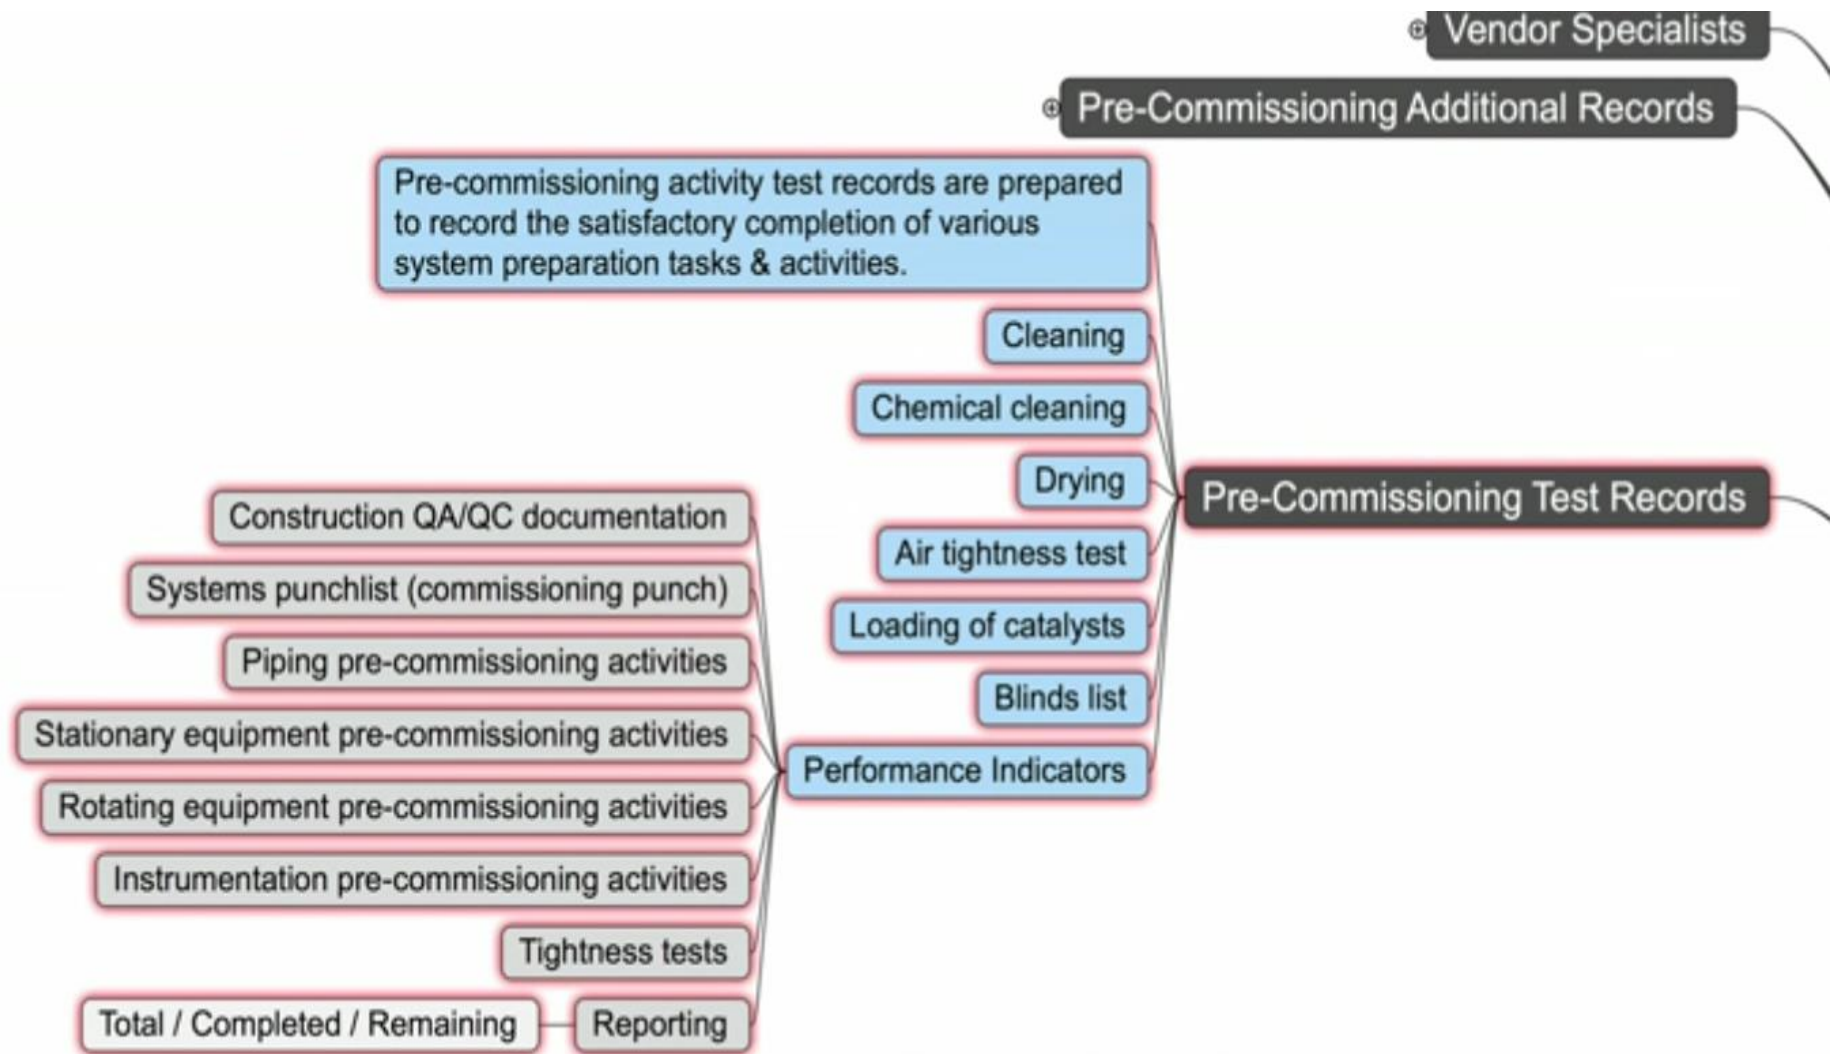 Vendor Specialists
Pre-Commissioning Additional Records
Pre-commissioning activity test records are prepared
to record the satisfactory completion of various
system preparation tasks & activities.
Cleaning
Chemical cleaning
Drying
Pre-Commissioning Test Records
Construction QA/QC documentation
Air tightness test
Systems punchlist (commissioning punch)
Loading of catalysts
Piping pre-commissioning activities
Blinds list
Stationary equipment pre-commissioning activities
Performance Indicators
Rotating equipment pre-commissioning activities
Instrumentation pre-commissioning activities
Tightness tests
Total / Completed / Remaining
Reporting